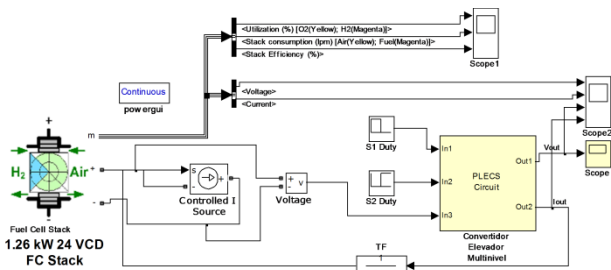 <Utilization (%) [O2(Yellow); H2(Magenta)]>
<Stack consumption (lpm) [Air(Yellow); Fuel(Magenta)]>
<Stack Efficiency (%)>
Scope1
Continuous
powergui
<Voltage>
<Current>
m
Scope2
+
H2
Air
+
-
-
Fuel Cell Stack
1.26 kW 24 VCD
FC Stack
s
+
-
Controlled I
Source
+
-
v
Voltage
S1 Duty
S2 Duty
In1
In2
In3
PLECS
Circuit
Out1
Out2
Convertidor
Elevador
Multinivel
Vout
Iout
Scope
TF
1